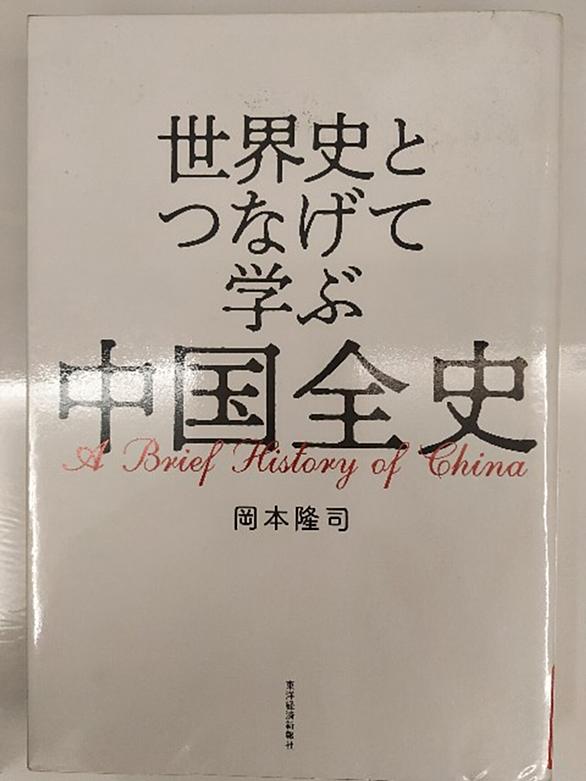 世界史と
つなげて
学ぶ
中国全史
A Brief History of China
岡本隆司
東洋経済新報社